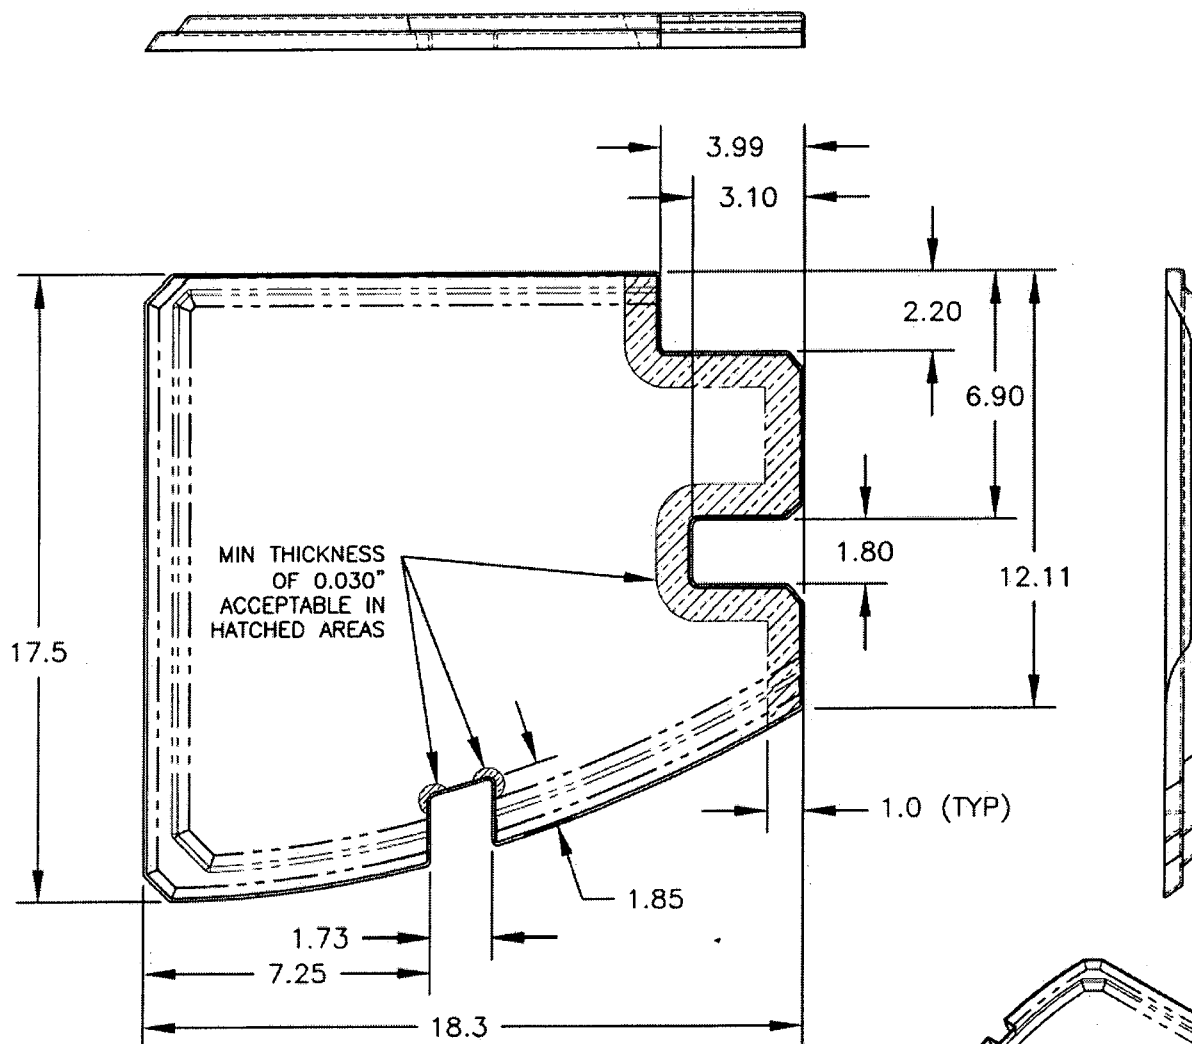 3.99
3.10
2.20
6.90
1.80
12.11
MIN THICKNESS
OF 0.030"
ACCEPTABLE IN
HATCHED AREAS
17.5
1.0 (TYP)
1.85
1.73
7.25
18.3